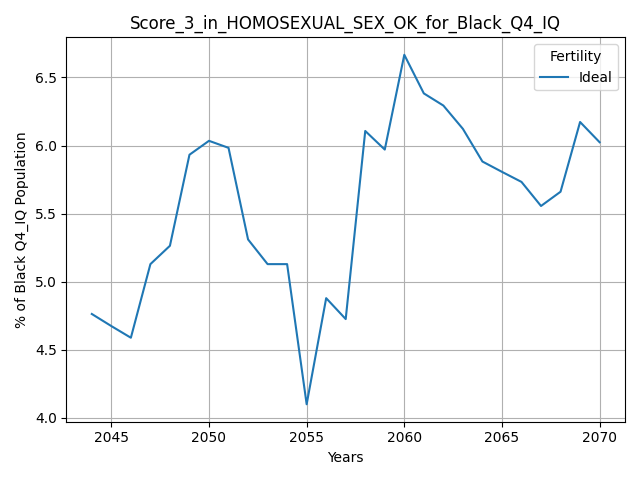 Score_3_in_HOMOSEXUAL_SEX_OK_for_Black_Q4_IQ
Fertility
Ideal
% of Black Q4_IQ Population
6.5
6.0
5.5
5.0
4.5
4.0
2045 2050 2055 2060 2065 2070
Years